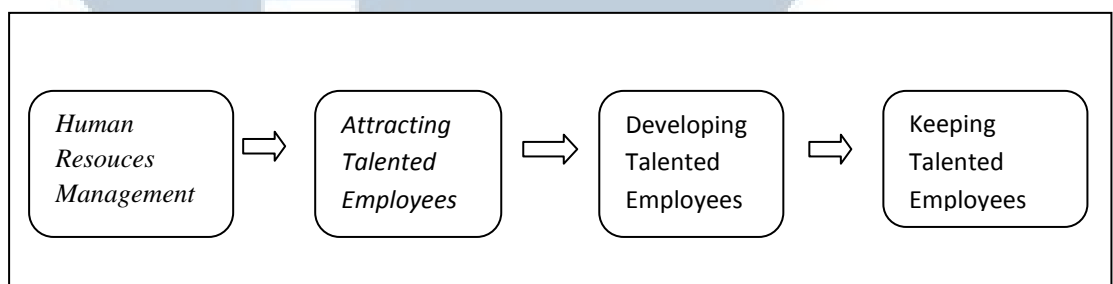 Human
Resouces
Management
Attracting
Talented
Employees
Developing
Talented
Employees
Keeping
Talented
Employees